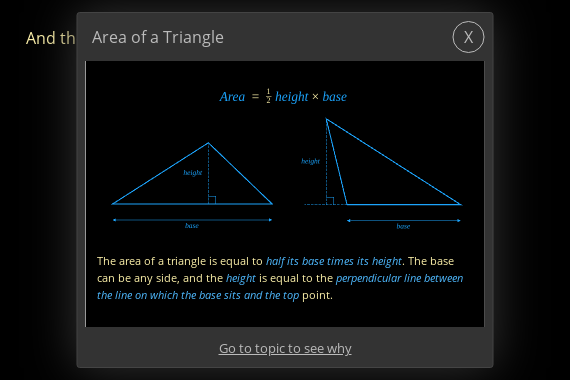 And th
Area of a Triangle
X
Area = 1/2 height × base
height
base
height
base
The area of a triangle is equal to half its base times its height. The base
can be any side, and the height is equal to the perpendicular line between
the line on which the base sits and the top point.
Go to topic to see why